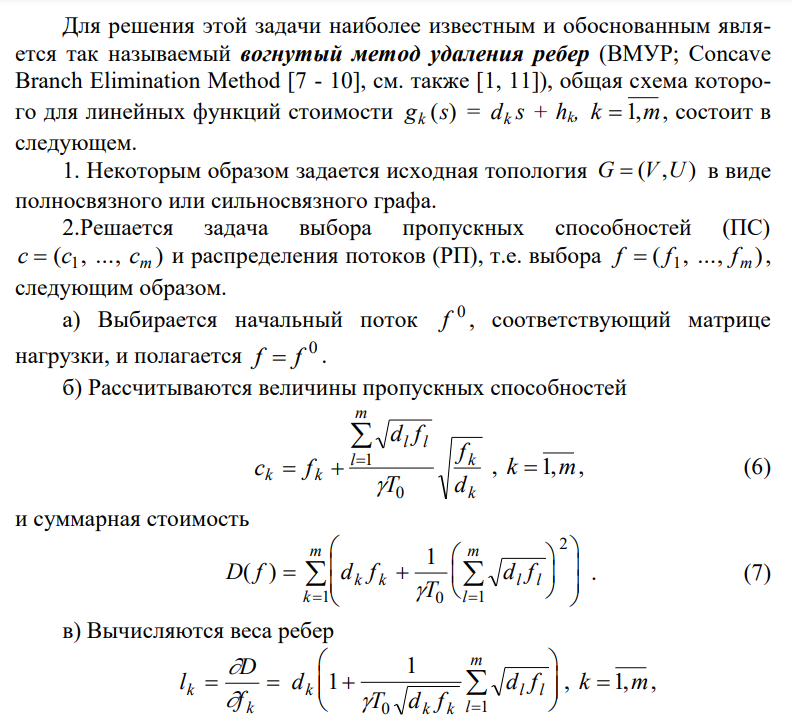 Для решения этой задачи наиболее известным и обоснованным явля-
ется так называемый вогнутый метод удаления ребер (ВМУР; Concave
Branch Elimination Method [7 - 10], см. также [1, 11]), общая схема которо-
го для линейных функций стоимости g_k(s) = d_k s + h_k, k = \overline{1,m}, состоит в
следующем.
1. Некоторым образом задается исходная топология G = (V,U) в виде
полносвязного или сильносвязного графа.
2.Решается задача выбора пропускных способностей (ПС)
c = (c_1, ..., c_m) и распределения потоков (РП), т.е. выбора f = (f_1, ..., f_m),
следующим образом.
а) Выбирается начальный поток f^0, соответствующий матрице
нагрузки, и полагается f = f^0.
б) Рассчитываются величины пропускных способностей
c_k = f_k + \frac{\sum_{l=1}^{m} \sqrt{d_l f_l}}{\gamma T_0} \sqrt{\frac{f_k}{d_k}}, k = \overline{1,m}, (6)
и суммарная стоимость
D(f) = \sum_{k=1}^{m} \left( d_k f_k + \frac{1}{\gamma T_0} \left( \sum_{l=1}^{m} \sqrt{d_l f_l} \right)^2 \right). (7)
в) Вычисляются веса ребер
l_k = \frac{\partial D}{\partial f_k} = d_k \left( 1 + \frac{1}{\gamma T_0 \sqrt{d_k f_k}} \sum_{l=1}^{m} \sqrt{d_l f_l} \right), k = \overline{1,m},